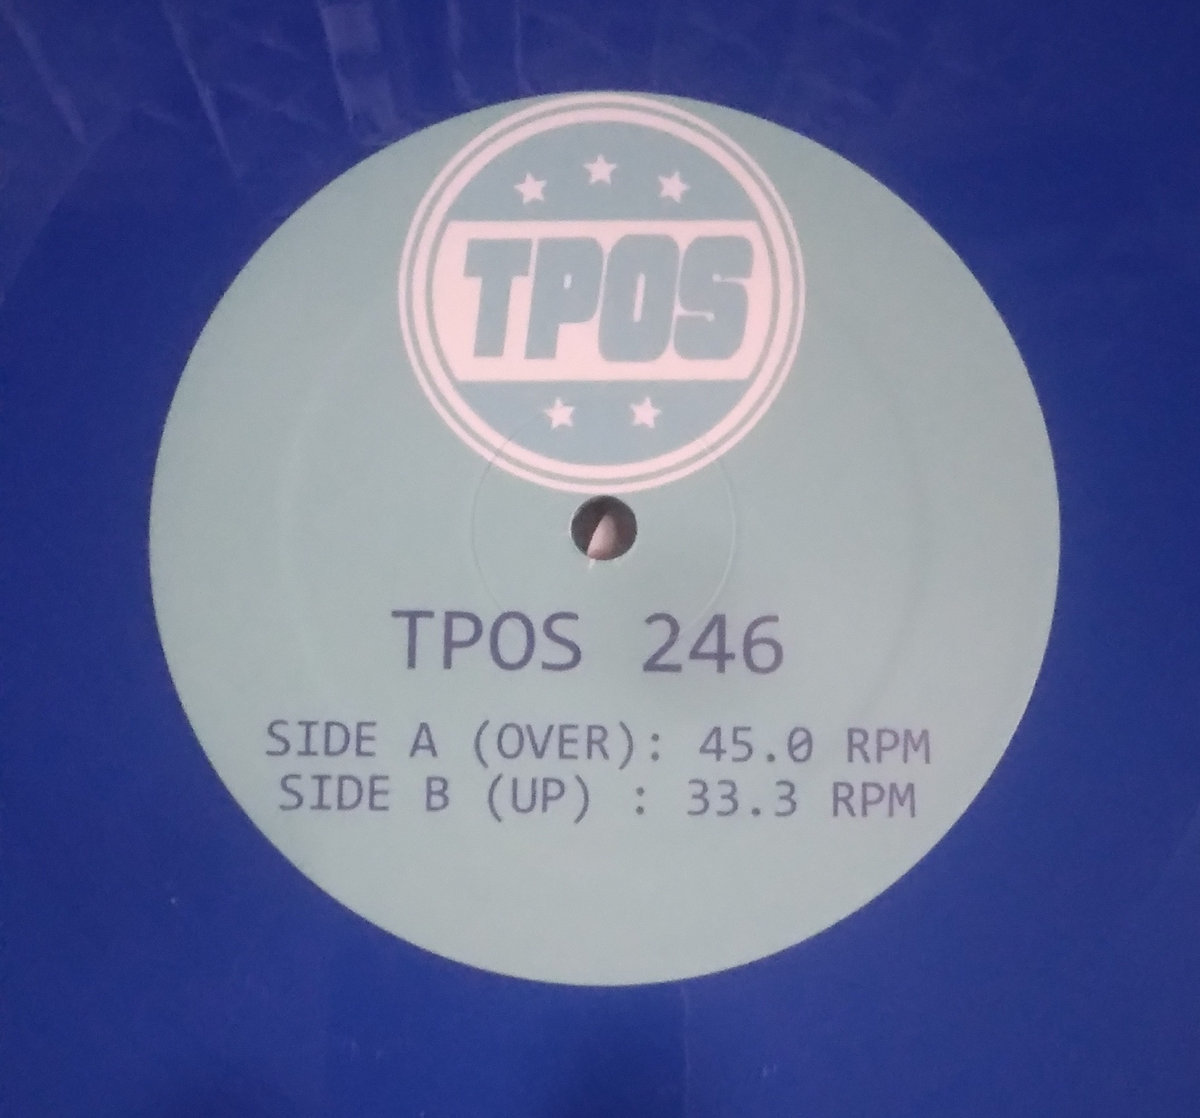 TPOS
TPOS 246
SIDE A (OVER): 45.0 RPM
SIDE B (UP) : 33.3 RPM